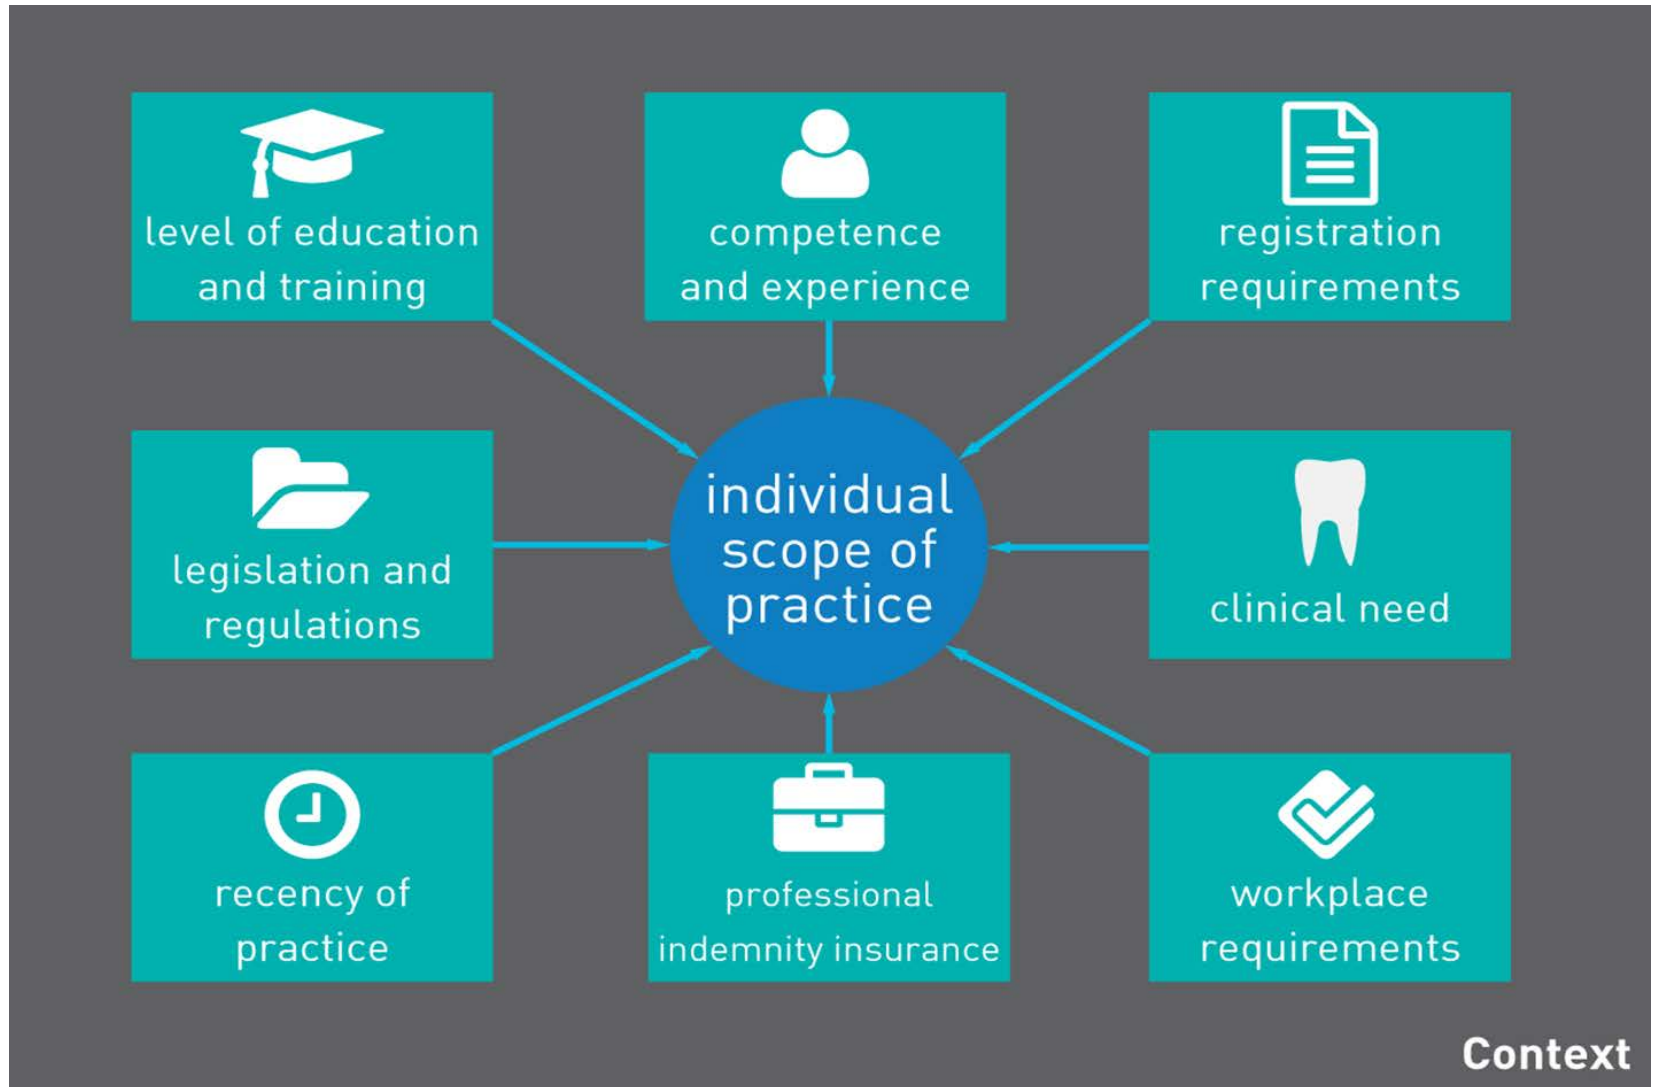 level of education
and training
competence
and experience
registration
requirements
legislation and
regulations
individual
scope of
practice
clinical need
recency of
practice
professional
indemnity insurance
workplace
requirements
Context